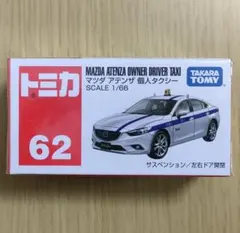 トミカ
MAZDA ATENZA OWNER DRIVER TAXI
マツダ アテンザ 個人タクシー
SCALE 1/66
TAKARA
TOMY
62
サスペンション／左右ドア開閉